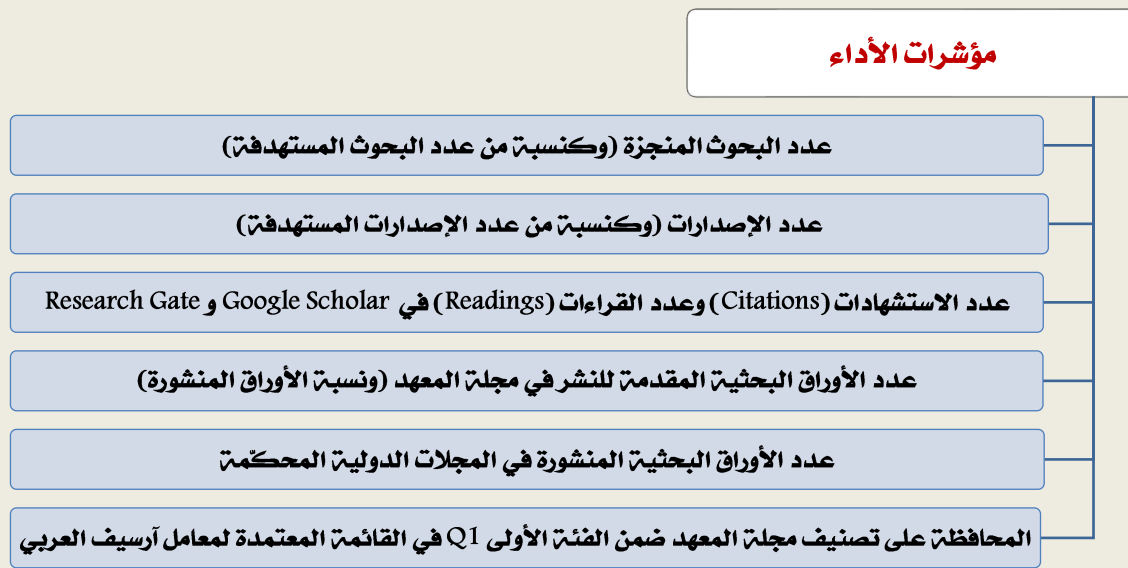 مؤشرات الأداء
عدد البحوث المنجزة (وكنسبة من عدد البحوث المستهدفة)
عدد الإصدارات (وكنسبة من عدد الإصدارات المستهدفة)
عدد الاستشهادات (Citations) وعدد القراءات (Readings) في Google Scholar و Research Gate
عدد الأوراق البحثية المقدمة للنشر في مجلة المعهد (ونسبة الأوراق المنشورة)
عدد الأوراق البحثية المنشورة في المجلات الدولية المحكّمة
المحافظة على تصنيف مجلة المعهد ضمن الفئة الأولى Q1 في القائمة المعتمدة لمعامل آرسيف العربي